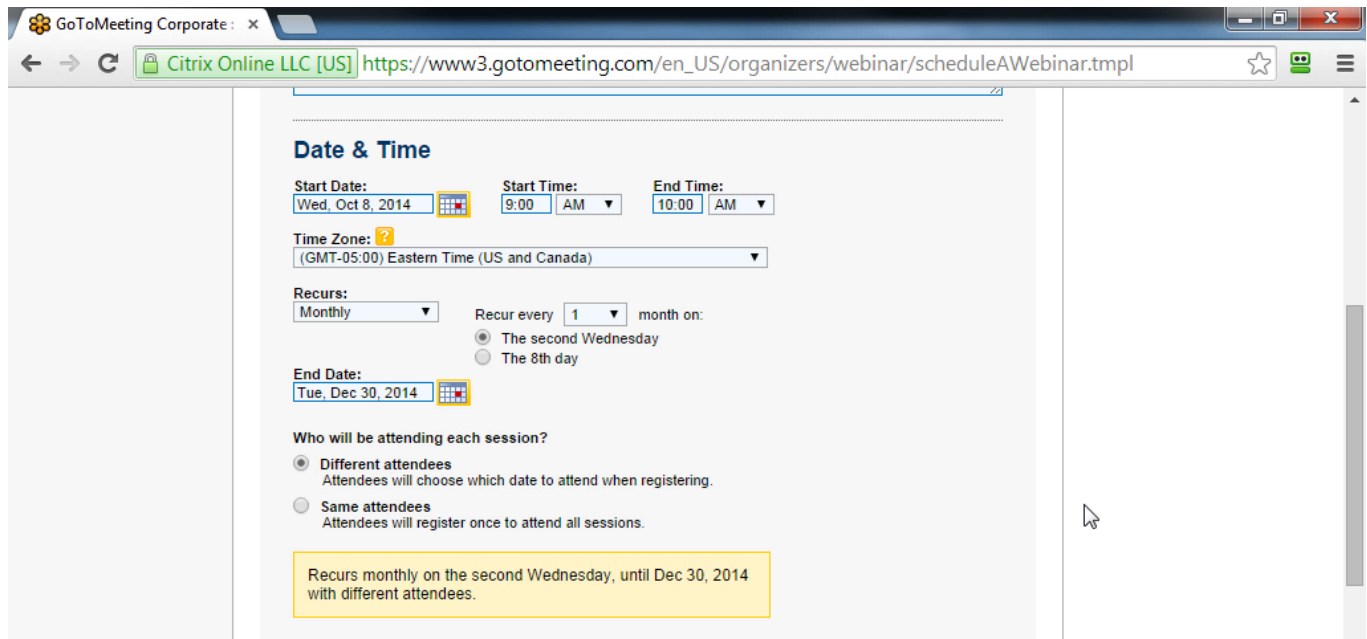 GoToMeeting Corporate :
Citrix Online LLC [US] https://www3.gotomeeting.com/en_US/organizers/webinar/scheduleAWebinar.tmpl
Date & Time
Start Date: Start Time: End Time:
Wed, Oct 8, 2014 9:00 AM 10:00 AM
Time Zone: ?
(GMT-05:00) Eastern Time (US and Canada)
Recurs:
Monthly Recur every 1 month on:
The second Wednesday
The 8th day
End Date:
Tue, Dec 30, 2014
Who will be attending each session?
Different attendees
Attendees will choose which date to attend when registering.
Same attendees
Attendees will register once to attend all sessions.
Recurs monthly on the second Wednesday, until Dec 30, 2014
with different attendees.